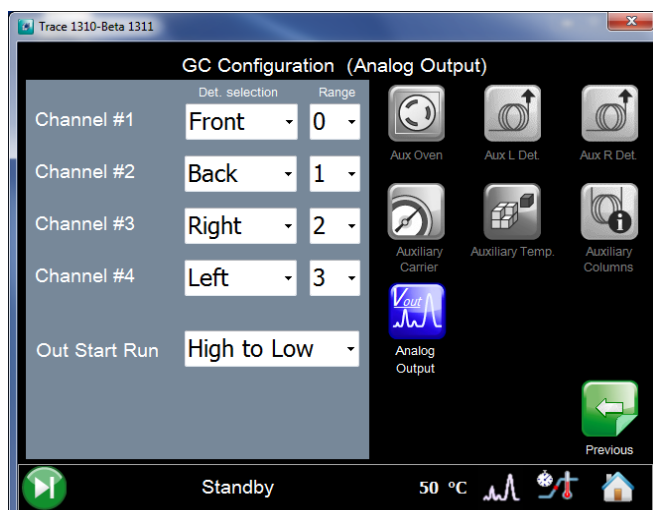 Trace 1310-Beta 1311
x
GC Configuration (Analog Output)
Det. selection Range
Channel #1 Front 0
Channel #2 Back 1
Channel #3 Right 2
Channel #4 Left 3
Out Start Run High to Low
Aux Oven Aux L Det. Aux R Det.
Auxiliary Carrier Auxiliary Temp. Auxiliary Columns
Vout
Analog
Output
Previous
Standby 50 °C